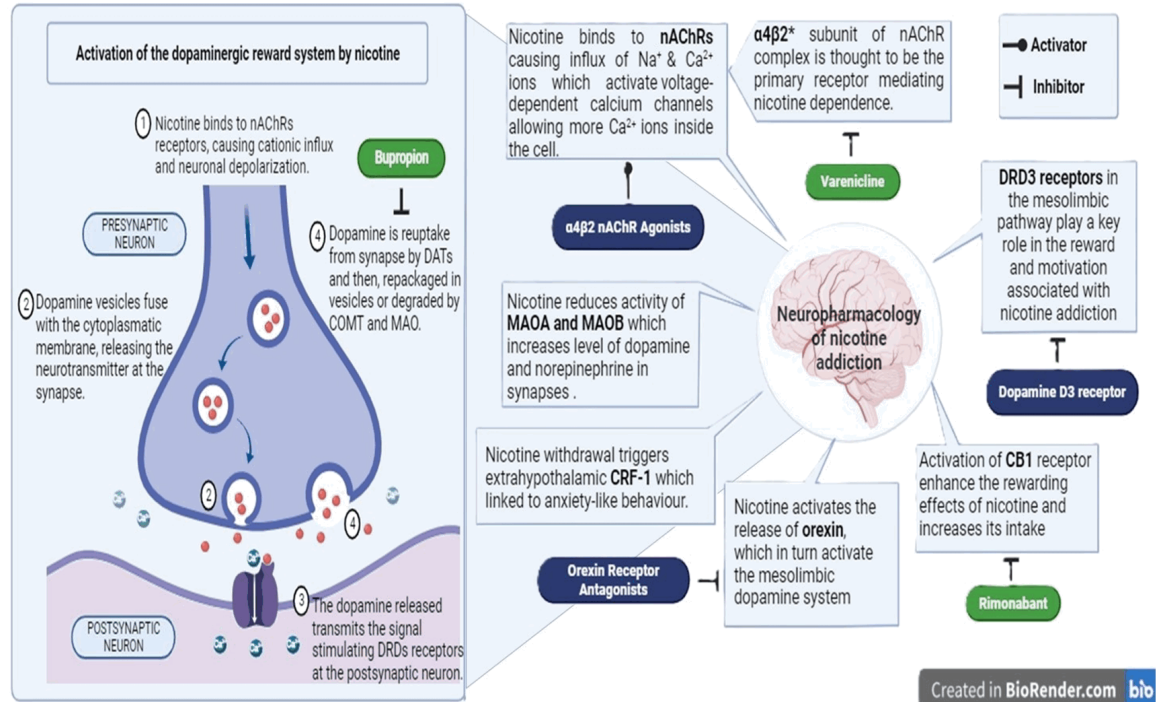 Activation of the dopaminergic reward system by nicotine
1 Nicotine binds to nAChRs
receptors, causing cationic influx
and neuronal depolarization.
Bupropion
PRESYNAPTIC
NEURON
4 Dopamine is reuptake
from synapse by DATs
and then, repackaged in
vesicles or degraded by
COMT and MAO.
2 Dopamine vesicles fuse
with the cytoplasmatic
membrane, releasing the
neurotransmitter at the
synapse.
2
4
3 The dopamine released
transmits the signal
stimulating DRDs receptors
at the postsynaptic neuron.
POSTSYNAPTIC
NEURON
Nicotine binds to nAChRs
causing influx of Na⁺ & Ca²⁺
ions which activate voltage-
dependent calcium channels
allowing more Ca²⁺ ions inside
the cell.
α4β2 nAChR Agonists
α4β2* subunit of nAChR
complex is thought to be the
primary receptor mediating
nicotine dependence.
Varenicline
Activator
Inhibitor
DRD3 receptors in
the mesolimbic
pathway play a key
role in the reward
and motivation
associated with
nicotine addiction
Dopamine D3 receptor
Neuropharmacology
of nicotine
addiction
Nicotine reduces activity of
MAOA and MAOB which
increases level of dopamine
and norepinephrine in
synapses .
Nicotine withdrawal triggers
extrahypothalamic CRF-1 which
linked to anxiety-like behaviour.
Orexin Receptor
Antagonists
Nicotine activates the
release of orexin,
which in turn activate
the mesolimbic
dopamine system
Activation of CB1 receptor
enhance the rewarding
effects of nicotine and
increases its intake
Rimonabant
Created in BioRender.com bio